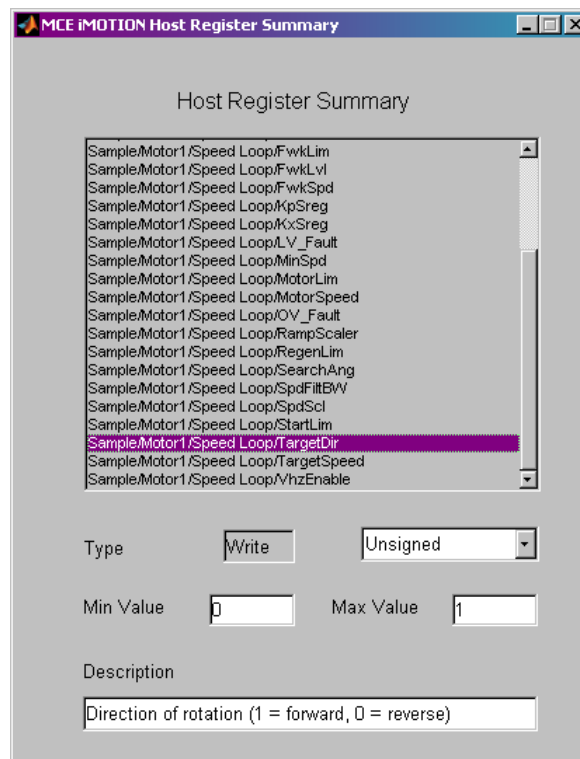 MCE iMOTION Host Register Summary
Host Register Summary
Sample/Motor1/Speed Loop/FwkLim
Sample/Motor1/Speed Loop/FwkLvl
Sample/Motor1/Speed Loop/FwkSpd
Sample/Motor1/Speed Loop/KpSreg
Sample/Motor1/Speed Loop/KxSreg
Sample/Motor1/Speed Loop/LV_Fault
Sample/Motor1/Speed Loop/MinSpd
Sample/Motor1/Speed Loop/MotorLim
Sample/Motor1/Speed Loop/MotorSpeed
Sample/Motor1/Speed Loop/OV_Fault
Sample/Motor1/Speed Loop/RampScaler
Sample/Motor1/Speed Loop/RegenLim
Sample/Motor1/Speed Loop/SearchAng
Sample/Motor1/Speed Loop/SpdFiltBW
Sample/Motor1/Speed Loop/SpdScl
Sample/Motor1/Speed Loop/StartLim
Sample/Motor1/Speed Loop/TargetDir
Sample/Motor1/Speed Loop/TargetSpeed
Sample/Motor1/Speed Loop/VhzEnable
Type Write Unsigned
Min Value 0 Max Value 1
Description
Direction of rotation (1 = forward, 0 = reverse)